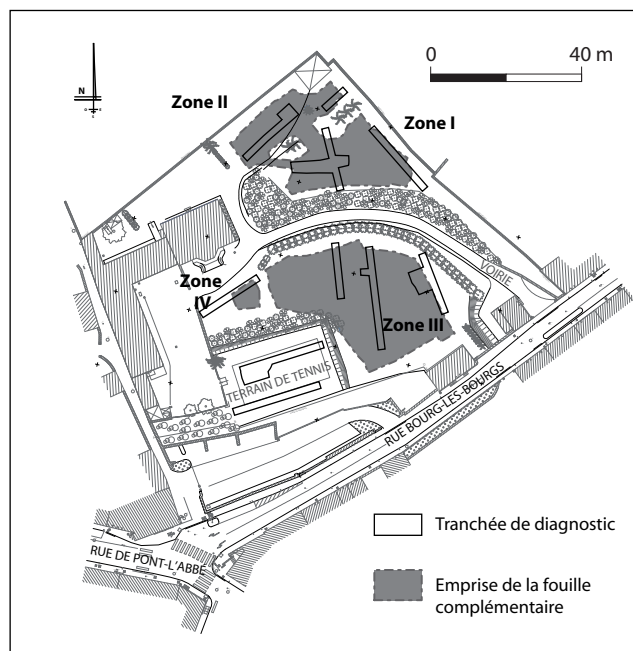 0 40 m
N
Zone II
Zone I
VOIRIE
Zone
IV
Zone III
TERRAIN DE TENNIS
RUE BOURG-LES-BOURGS
RUE DE PONT-L'ABBE
Tranchée de diagnostic
Emprise de la fouille
complémentaire